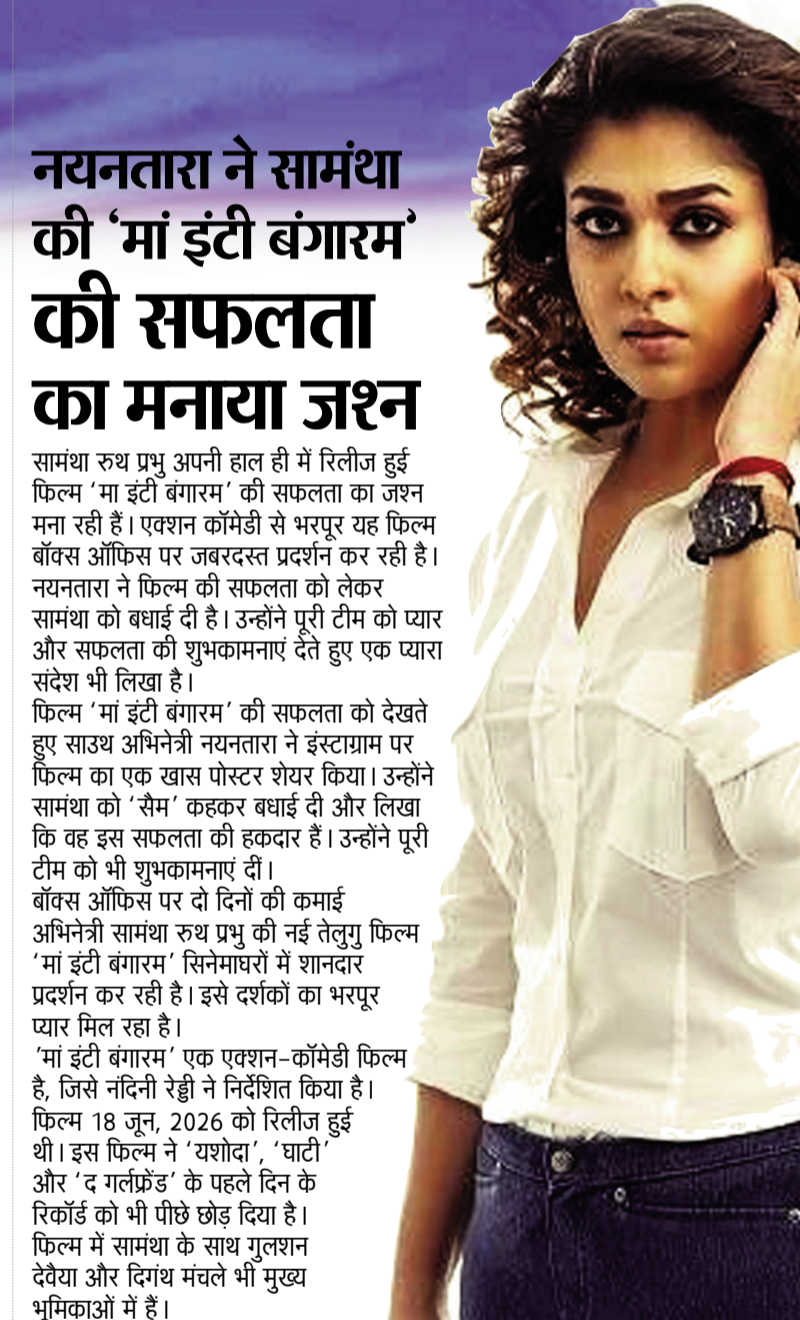 नयनतारा ने सामंथा
की ‘मां इंटी बंगारम’
की सफलता
का मनाया जश्न
सामंथा रुथ प्रभु अपनी हाल ही में रिलीज हुई
फिल्म ‘मा इंटी बंगारम’ की सफलता का जश्न
मना रही हैं। एक्शन कॉमेडी से भरपूर यह फिल्म
बॉक्स ऑफिस पर जबरदस्त प्रदर्शन कर रही है।
नयनतारा ने फिल्म की सफलता को लेकर
सामंथा को बधाई दी है। उन्होंने पूरी टीम को प्यार
और सफलता की शुभकामनाएं देते हुए एक प्यारा
संदेश भी लिखा है।
फिल्म ‘मां इंटी बंगारम’ की सफलता को देखते
हुए साउथ अभिनेत्री नयनतारा ने इंस्टाग्राम पर
फिल्म का एक खास पोस्टर शेयर किया। उन्होंने
सामंथा को ‘सैम’ कहकर बधाई दी और लिखा
कि वह इस सफलता की हकदार हैं। उन्होंने पूरी
टीम को भी शुभकामनाएं दीं।
बॉक्स ऑफिस पर दो दिनों की कमाई
अभिनेत्री सामंथा रुथ प्रभु की नई तेलुगु फिल्म
‘मां इंटी बंगारम’ सिनेमाघरों में शानदार
प्रदर्शन कर रही है। इसे दर्शकों का भरपूर
प्यार मिल रहा है।
’मां इंटी बंगारम’ एक एक्शन-कॉमेडी फिल्म
है, जिसे नंदिनी रेड्डी ने निर्देशित किया है।
फिल्म 18 जून, 2026 को रिलीज हुई
थी। इस फिल्म ने ‘यशोदा’, ‘घाटी’
और ‘द गर्लफ्रेंड’ के पहले दिन के
रिकॉर्ड को भी पीछे छोड़ दिया है।
फिल्म में सामंथा के साथ गुलशन
देवैया और दिगंथ मंचले भी मुख्य
भूमिकाओं में हैं।